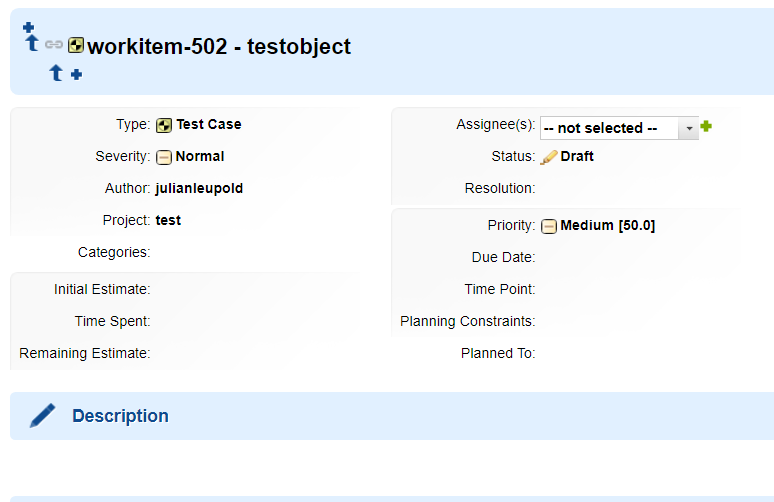 workitem-502 - testobject
Type: Test Case
Severity: Normal
Author: julianleupold
Project: test
Categories:
Initial Estimate:
Time Spent:
Remaining Estimate:
Assignee(s): -- not selected --
Status: Draft
Resolution:
Priority: Medium [50.0]
Due Date:
Time Point:
Planning Constraints:
Planned To:
Description